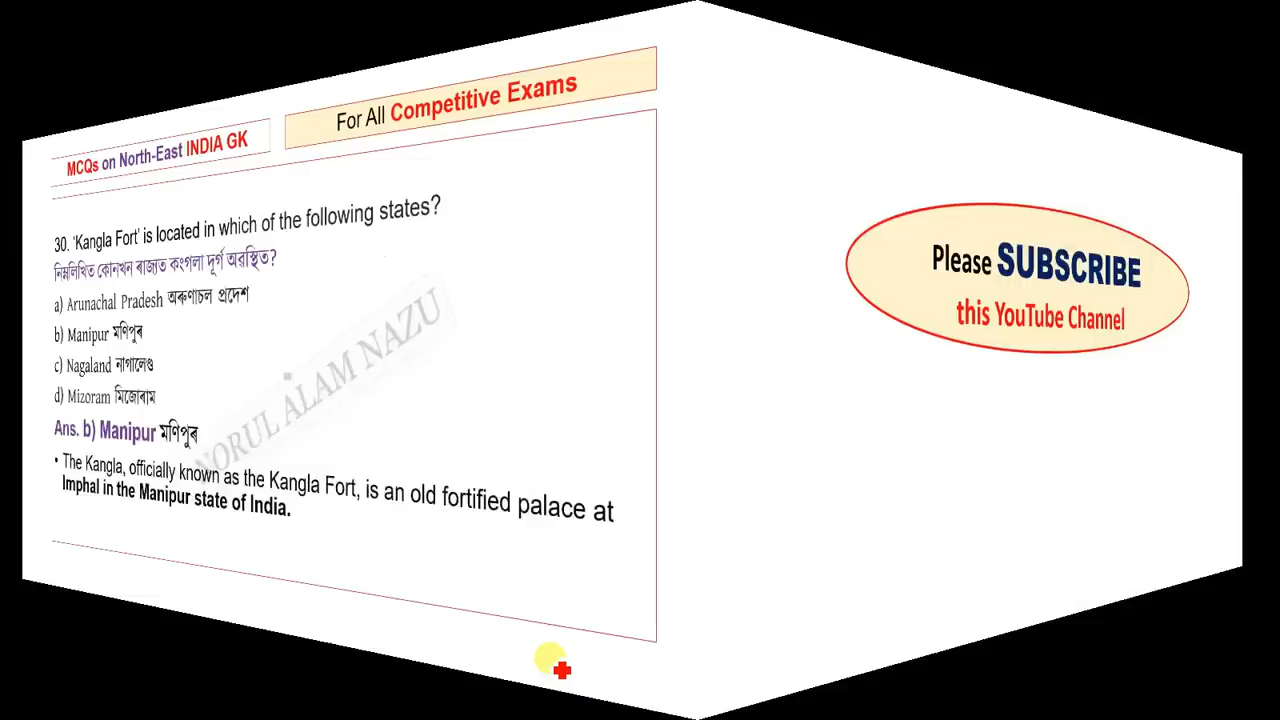 MCQs on North-East INDIA GK
For All Competitive Exams
30. ‘Kangla Fort’ is located in which of the following states?
নিম্নলিখিত কোনখন ৰাজ্যত কংগলা দূৰ্গ অৱস্থিত?
a) Arunachal Pradesh অৰুণাচল প্ৰদেশ
b) Manipur মণিপুৰ
c) Nagaland নাগালেণ্ড
d) Mizoram মিজোৰাম
Ans. b) Manipur মণিপুৰ
• The Kangla, officially known as the Kangla Fort, is an old fortified palace at
Imphal in the Manipur state of India.
NORUL ALAM NAZU
Please SUBSCRIBE
this YouTube Channel